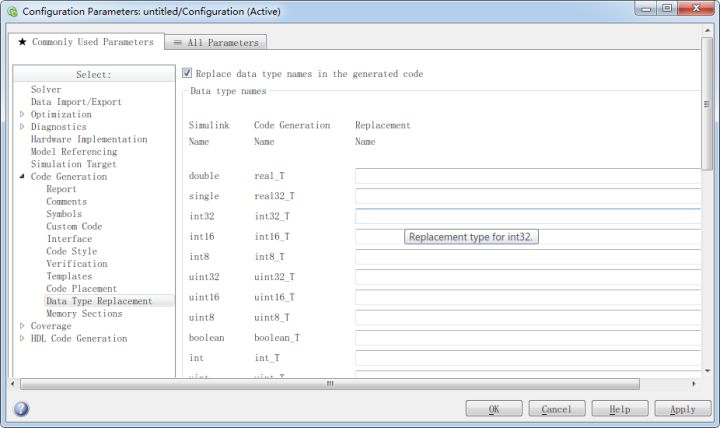 Configuration Parameters: untitled/Configuration (Active)
★ Commonly Used Parameters
≡ All Parameters
Select:
Solver
Data Import/Export
Optimization
Diagnostics
Hardware Implementation
Model Referencing
Simulation Target
Code Generation
Report
Comments
Symbols
Custom Code
Interface
Code Style
Verification
Templates
Code Placement
Data Type Replacement
Memory Sections
Coverage
HDL Code Generation
Replace data type names in the generated code
Data type names
Simulink Code Generation Replacement
Name Name Name
double real_T
single real32_T
int32 int32_T
Replacement type for int32.
int16 int16_T
int8 int8_T
uint32 uint32_T
uint16 uint16_T
uint8 uint8_T
boolean boolean_T
int int_T
uint uint_T
OK Cancel Help Apply